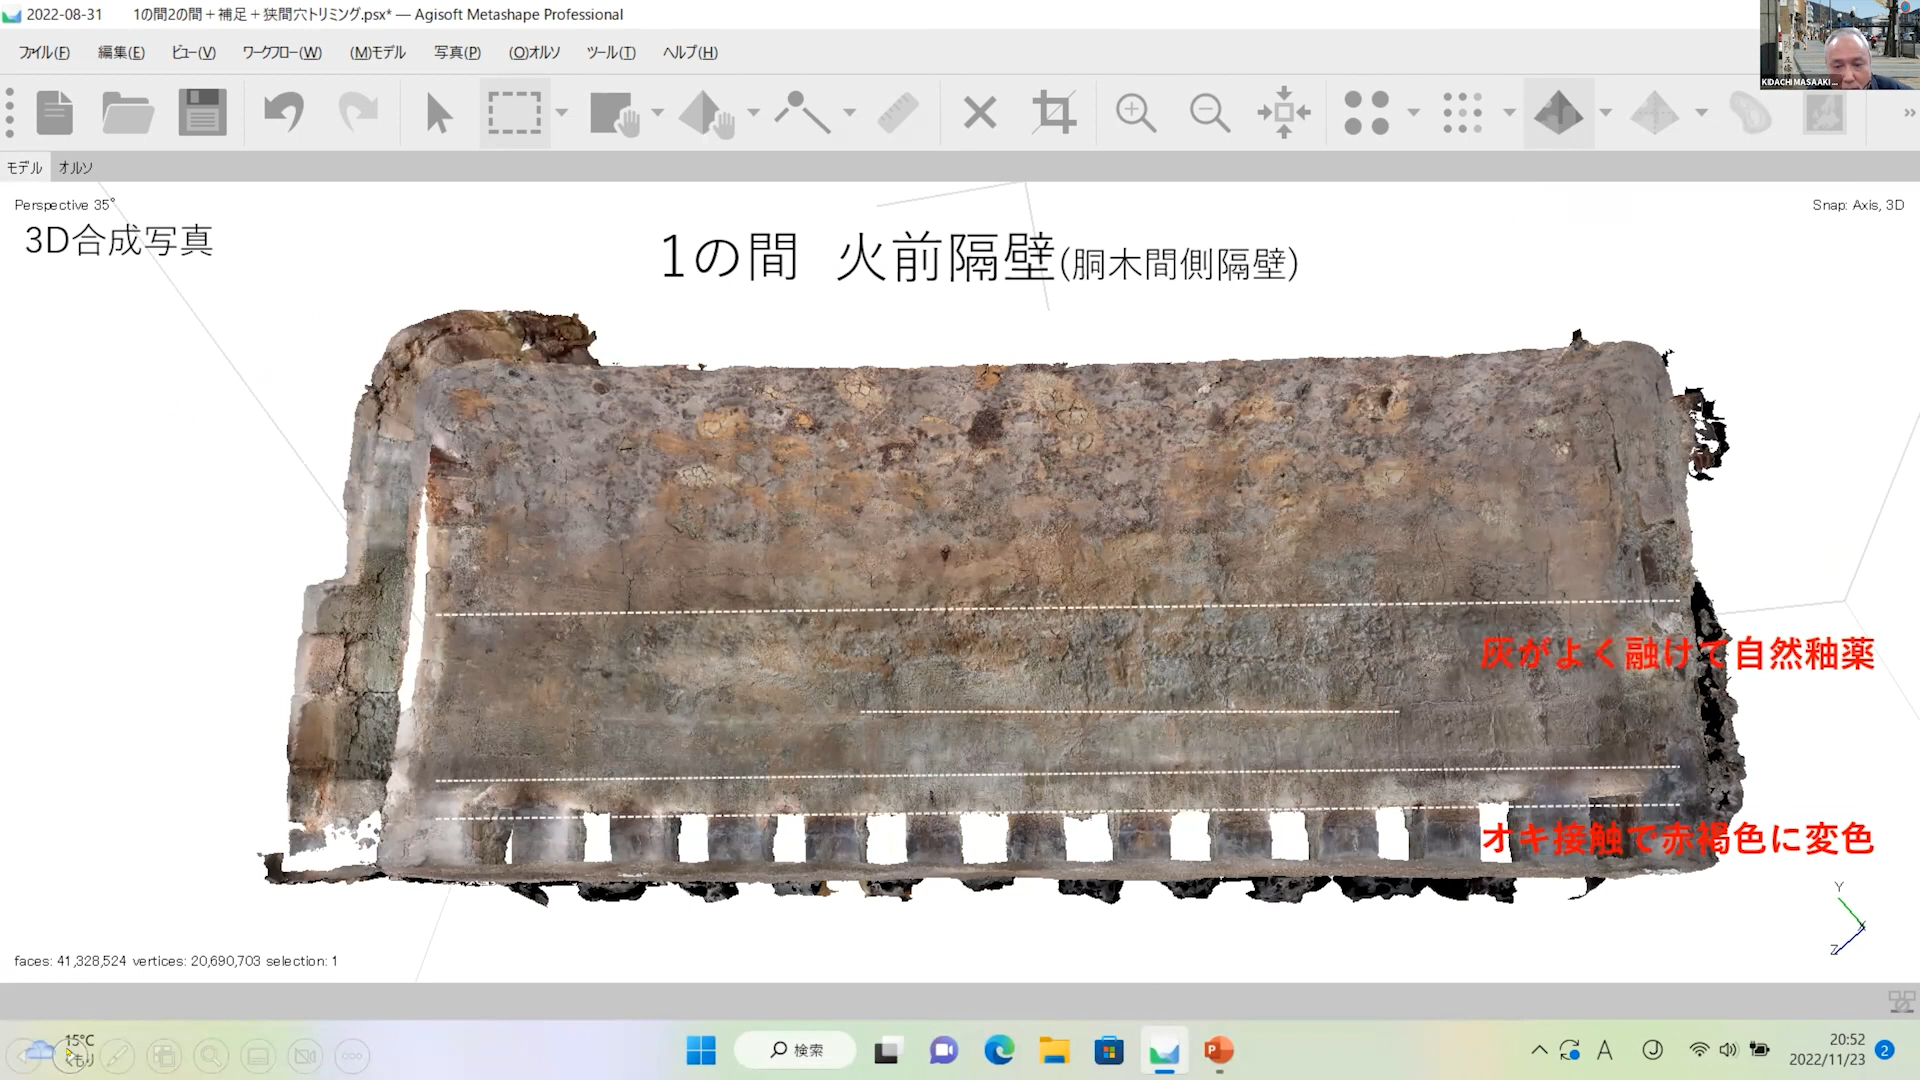 2022-08-31 1の間2の間＋補足＋狭間穴トリミング.psx* — Agisoft Metashape Professional
ファイル(F) 編集(E) ビュー(V) ワークフロー(W) (M)モデル 写真(P) (O)オルソ ツール(T) ヘルプ(H)
KIDACHI MASAAKI...
モデル オルソ
Perspective 35° Snap: Axis, 3D
3D合成写真
1の間 火前隔壁(胴木間側隔壁)
灰がよく融けて自然釉薬
オキ接触で赤褐色に変色
Y
X
Z
faces: 41,328,524 vertices: 20,690,703 selection: 1
15°C
くもり
検索
A
20:52
2022/11/23
2